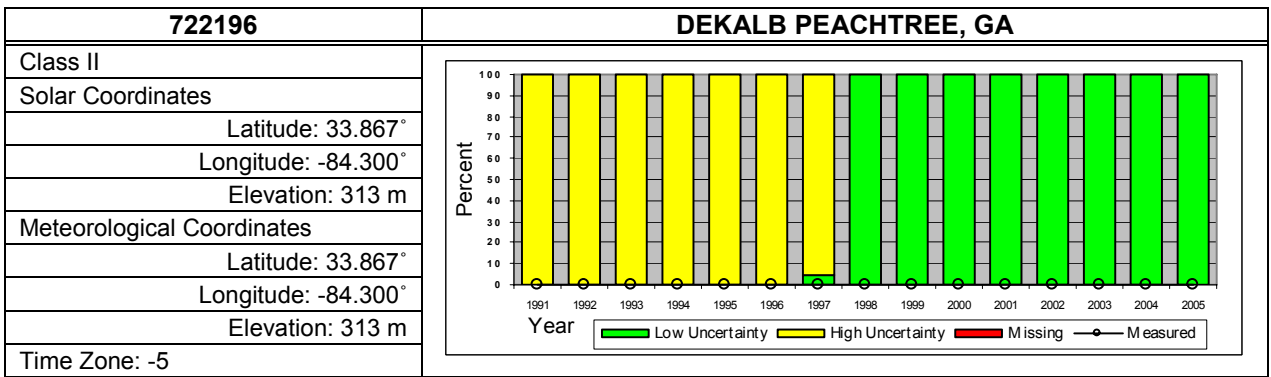 722196
DEKALB PEACHTREE, GA
Class II
Solar Coordinates
Latitude: 33.867˚
Longitude: -84.300˚
Elevation: 313 m
Meteorological Coordinates
Latitude: 33.867˚
Longitude: -84.300˚
Elevation: 313 m
Time Zone: -5
Percent
100
90
80
70
60
50
40
30
20
10
0
1991 1992 1993 1994 1995 1996 1997 1998 1999 2000 2001 2002 2003 2004 2005
Year
Low Uncertainty High Uncertainty Missing Measured